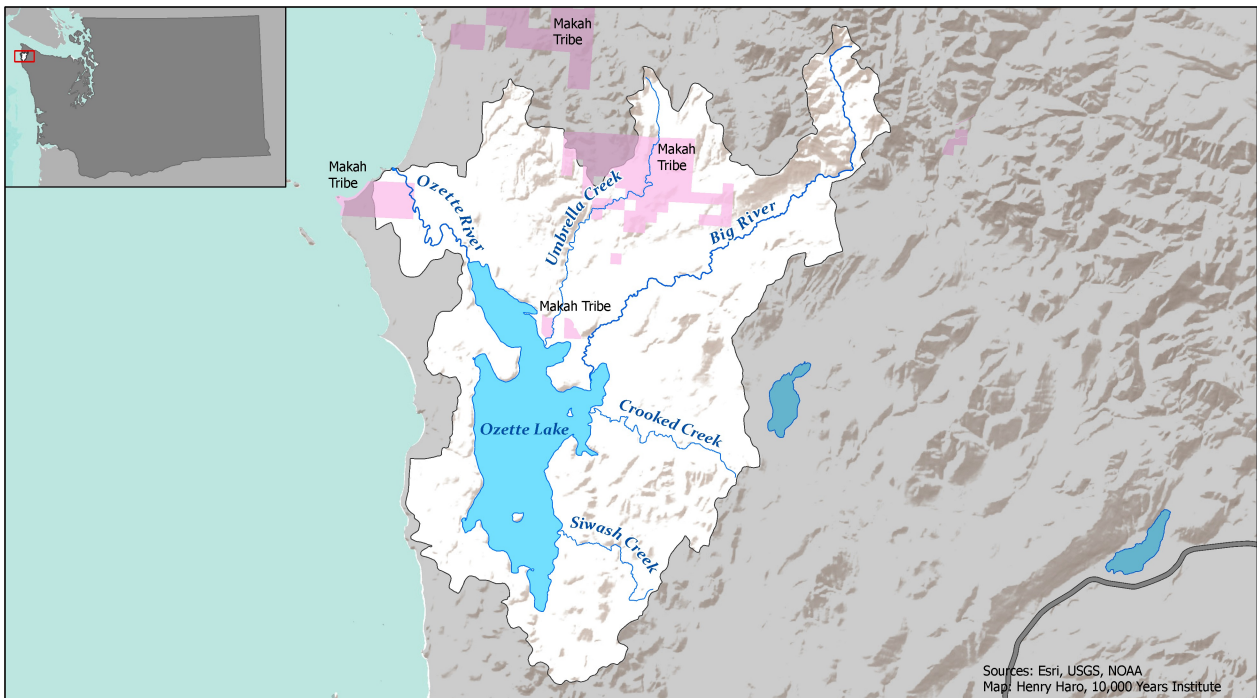 Makah
Tribe
Makah
Tribe
Makah
Tribe
Ozette River
Umbrella Creek
Big River
Makah Tribe
Crooked Creek
Ozette Lake
Siwash Creek
Sources: Esri, USGS, NOAA
Map: Henry Haro, 10,000 Years Institute